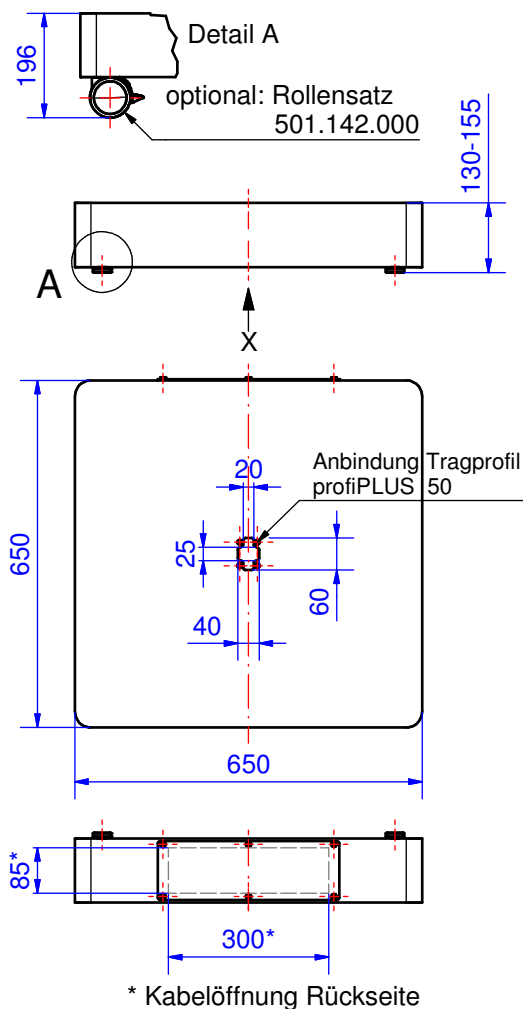 196
Detail A
optional: Rollensatz
501.142.000
130-155
A
X
20
Anbindung Tragprofil
profiPLUS 50
650
25
60
40
650
85*
300*
* Kabelöffnung Rückseite